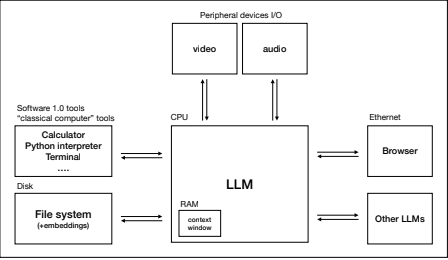 Peripheral devices I/O
video
audio
Software 1.0 tools
"classical computer" tools
CPU
Ethernet
Calculator
Python interpreter
Terminal
....
LLM
Browser
Disk
File system
(+embeddings)
RAM
context
window
Other LLMs